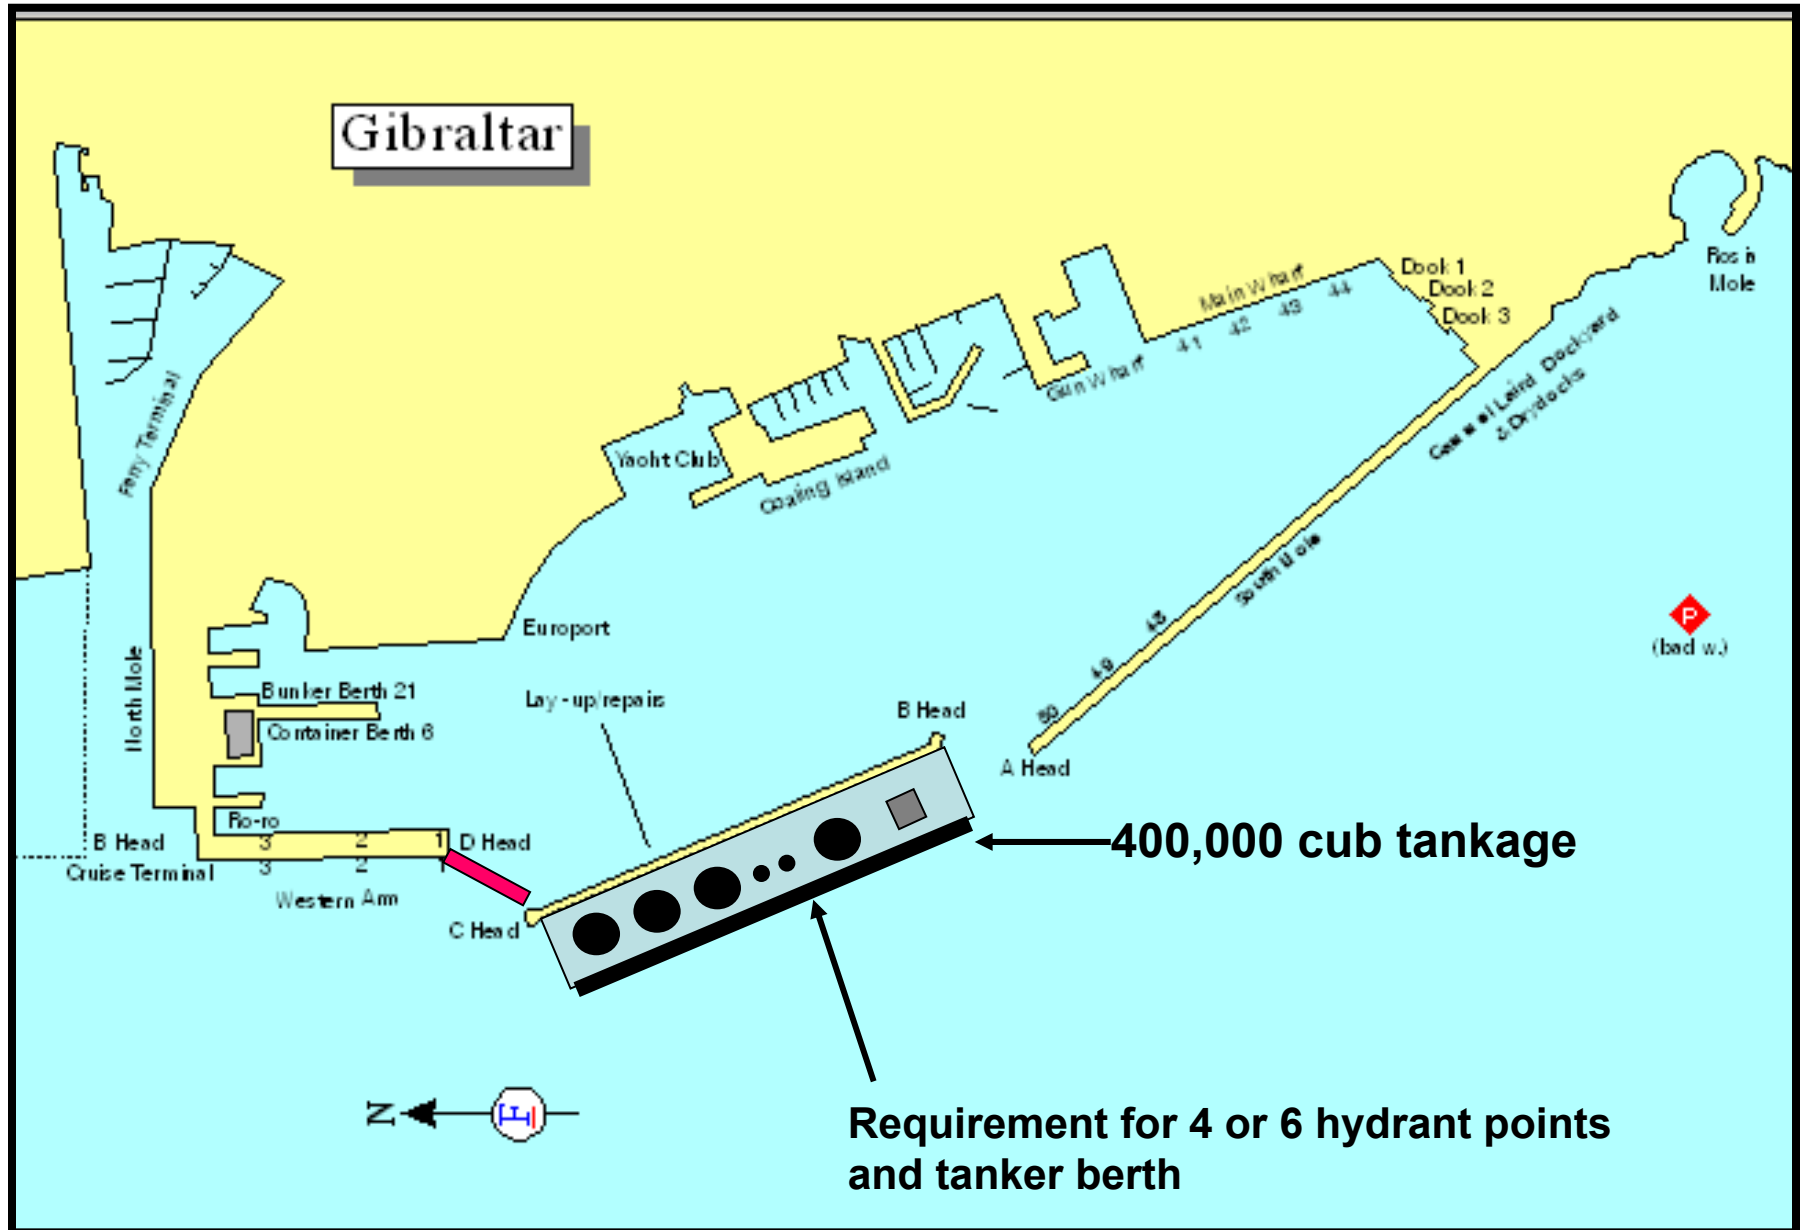 Gibraltar
Rosia
Mole
Dock 1
Dock 2
Dock 3
Main Wharf
41 42 43 44
Gun Wharf
Cammel Laird Dockyard
& Drydocks
Ferry Terminal
Yacht Club
Coaling Island
South Mole
48
49
50
P
(bad w.)
Europort
North Mole
Bunker Berth 21
Container Berth 6
Lay-up/repairs
B Head
A Head
Ro-ro
B Head
3 2 1
D Head
Cruise Terminal
3 2 1
Western Arm
C Head
400,000 cub tankage
N
Requirement for 4 or 6 hydrant points
and tanker berth